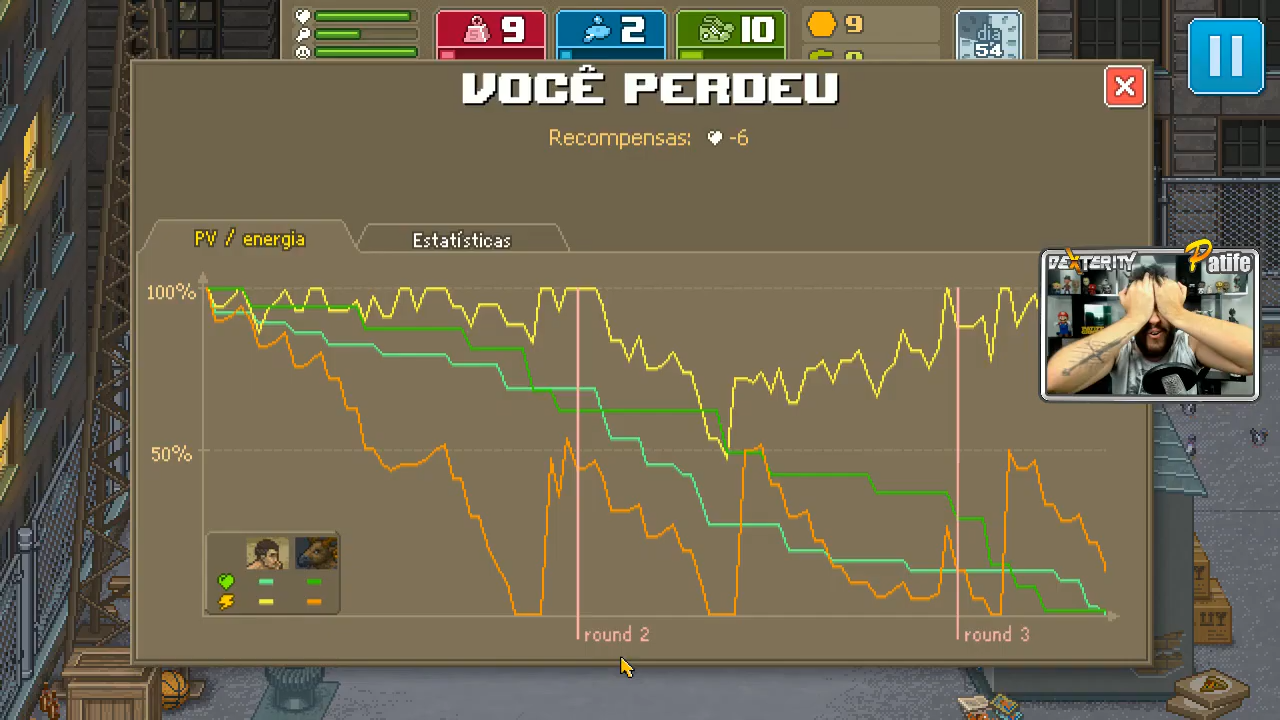 9
2
10
9
dia
54
VOCÊ PERDEU
Recompensas: -6
PV / energia
Estatísticas
DEXTERITY
Patife
100%
50%
round 2
round 3